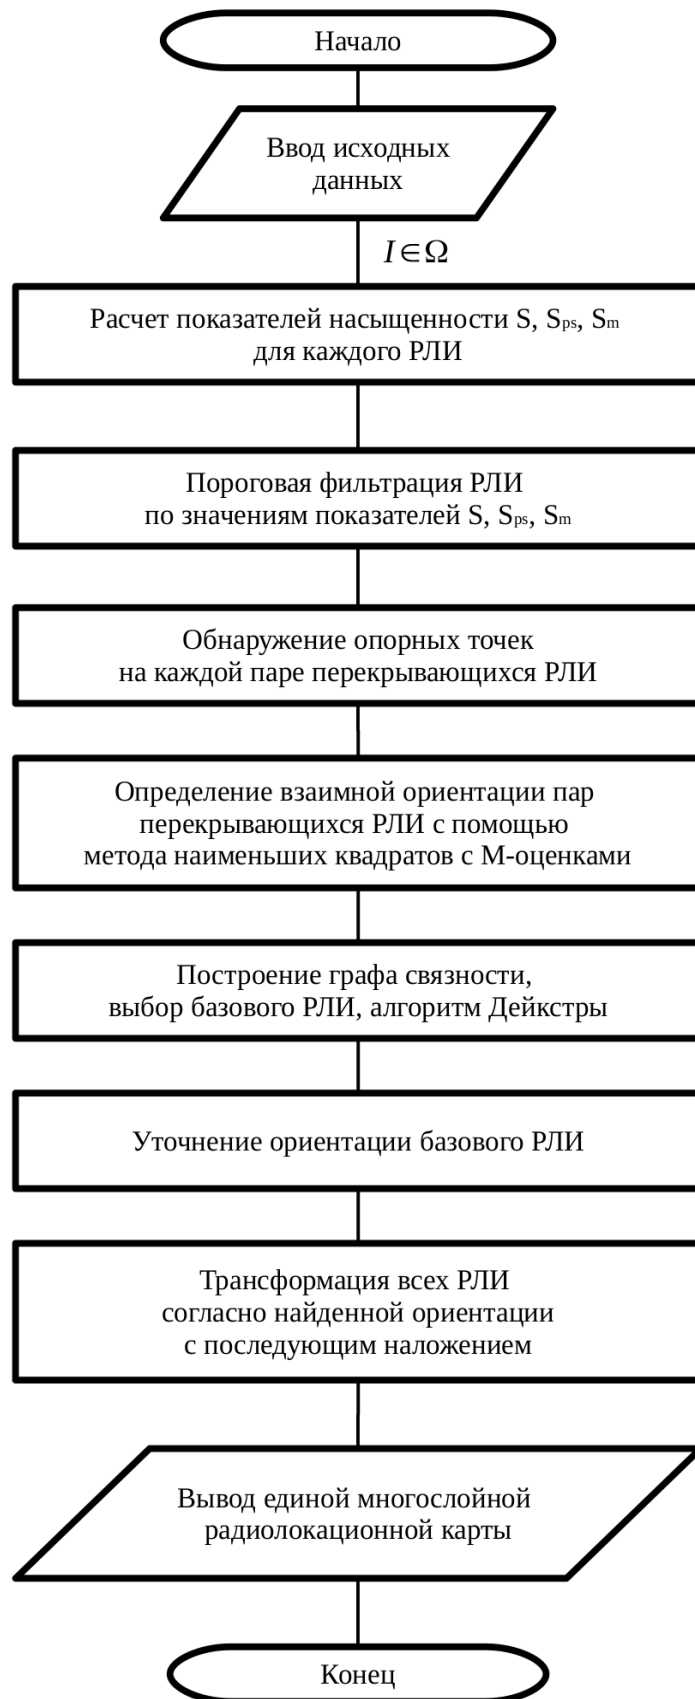 Начало
Ввод исходных
данных
I∈Ω
Расчет показателей насыщенности S, Sps, Sm
для каждого РЛИ
Пороговая фильтрация РЛИ
по значениям показателей S, Sps, Sm
Обнаружение опорных точек
на каждой паре перекрывающихся РЛИ
Определение взаимной ориентации пар
перекрывающихся РЛИ с помощью
метода наименьших квадратов с М-оценками
Построение графа связности,
выбор базового РЛИ, алгоритм Дейкстры
Уточнение ориентации базового РЛИ
Трансформация всех РЛИ
согласно найденной ориентации
с последующим наложением
Вывод единой многослойной
радиолокационной карты
Конец